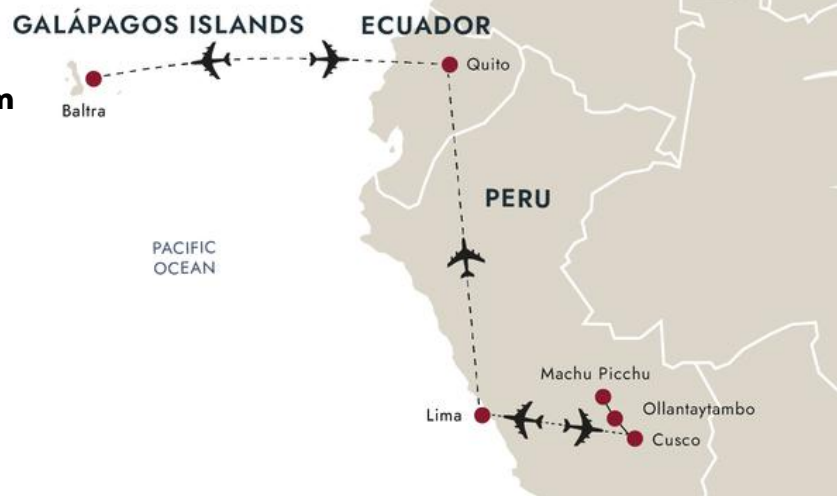 GALÁPAGOS ISLANDS
ECUADOR
Quito
m
Baltra
PERU
PACIFIC
OCEAN
Machu Picchu
Ollantaytambo
Lima
Cusco